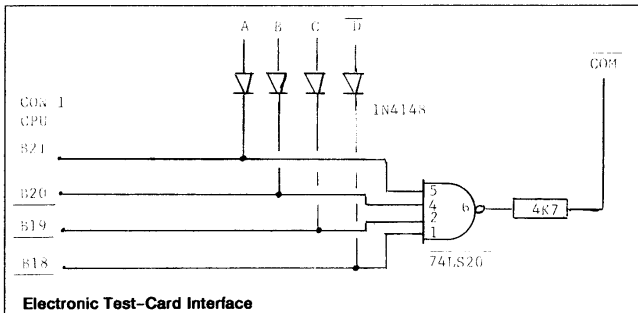 A B C D
COM
CON 1
CPU
1N4148
B21
B20
B19
B18
5
4
6
2
1
4K7
74LS20
Electronic Test-Card Interface